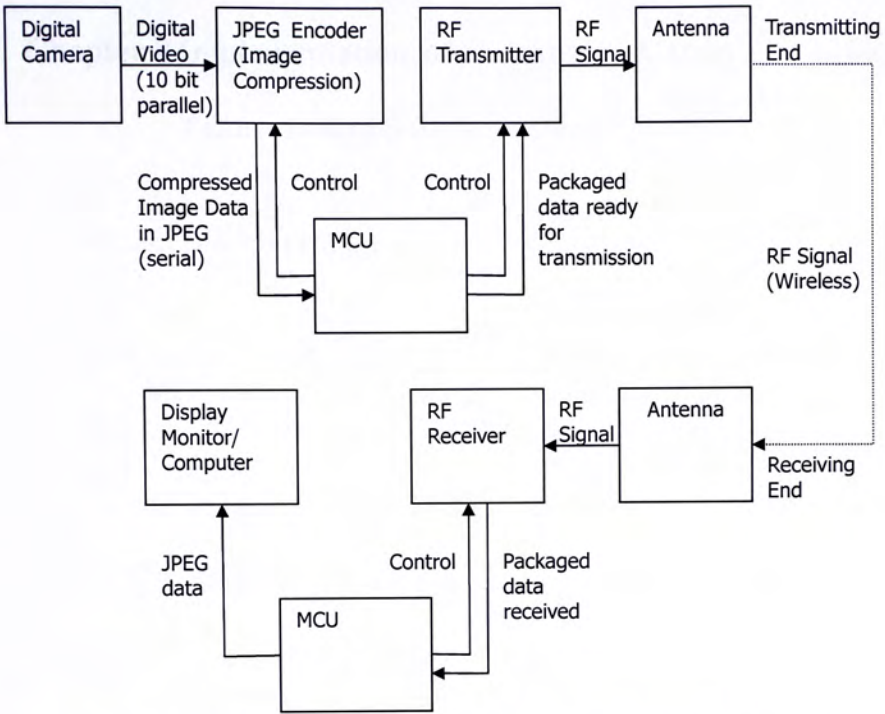 Digital
Camera
Digital
Video
(10 bit
parallel)
JPEG Encoder
(Image
Compression)
RF
Transmitter
RF
Signal
Antenna
Transmitting
End
Compressed
Image Data
in JPEG
(serial)
Control
MCU
Control
Packaged
data ready
for
transmission
RF Signal
(Wireless)
Display
Monitor/
Computer
RF
Receiver
RF
Signal
Antenna
Receiving
End
JPEG
data
MCU
Control
Packaged
data
received